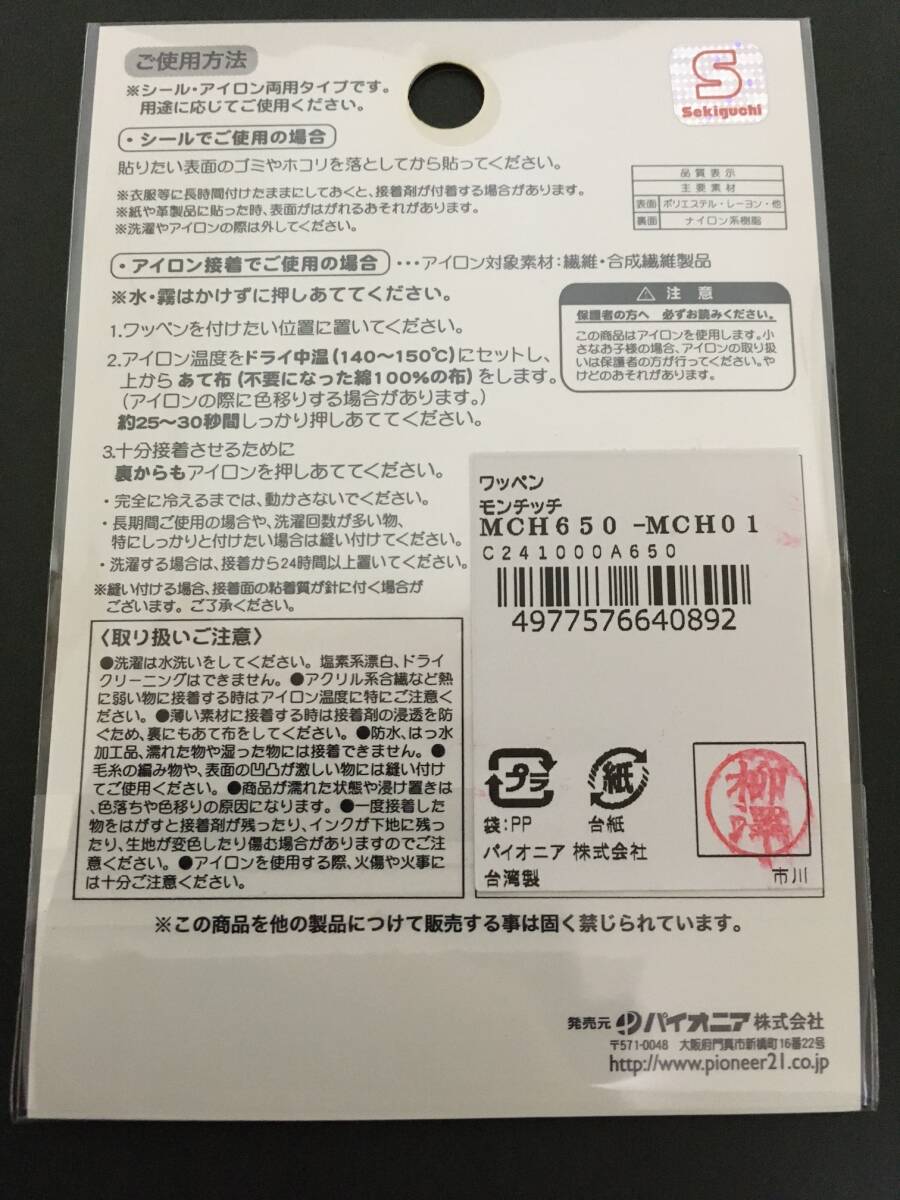 ご使用方法
※シール・アイロン両用タイプです。
用途に応じてご使用ください。
・シールでご使用の場合
貼りたい表面のゴミやホコリを落としてから貼ってください。
※衣服等に長時間付けたままにしておくと、接着剤が付着する場合があります。
※紙や革製品に貼った時、表面がはがれるおそれがあります。
※洗濯やアイロンの際は外してください。
S
Sekiguchi
品質表示
主要素材
表面 ポリエステル・レーヨン・他
裏面 ナイロン系樹脂
・アイロン接着でご使用の場合 ・・・アイロン対象素材：繊維・合成繊維製品
※水・霧はかけずに押しあててください。
1.ワッペンを付けたい位置に置いてください。
2.アイロン温度をドライ中温（140〜150℃）にセットし、
上から あて布（不要になった綿100％の布）をします。
（アイロンの際に色移りする場合があります。）
約25〜30秒間しっかり押しあててください。
3.十分接着させるために
裏からもアイロンを押しあててください。
・完全に冷えるまでは、動かさないでください。
・長期間ご使用の場合や、洗濯回数が多い物、
特にしっかりと付けたい場合は縫い付けてください。
・洗濯する場合は、接着から24時間以上置いてください。
※縫い付ける場合、接着面の粘着質が針に付く場合が
ございます。ご了承ください。
⚠ 注 意
保護者の方へ 必ずお読みください。
この商品はアイロンを使用します。小
さなお子様の場合、アイロンの取り扱
いは保護者の方が行ってください。や
けどのおそれがあります。
〈取り扱いご注意〉
●洗濯は水洗いをしてください。塩素系漂白、ドライ
クリーニングはできません。●アクリル系合繊など熱
に弱い物に接着する時はアイロン温度に特にご注意く
ださい。●薄い素材に接着する時は接着剤の浸透を防
ぐため、裏にもあて布をしてください。●防水、はっ水
加工品、濡れた物や湿った物には接着できません。●
毛糸の編み物や、表面の凹凸が激しい物には縫い付け
てご使用ください。●商品が濡れた状態や浸け置きは
、色落ちや色移りの原因になります。●一度接着した
物をはがすと接着剤が残ったり、インクが下地に残っ
たり、生地が変色したり傷む場合がありますのでご注
意ください。●アイロンを使用する際、火傷や火事に
は十分ご注意ください。
ワッペン
モンチッチ
MCH650-MCH01
C241000A650
4977576640892
プラ
紙
袋：PP
台紙
パイオニア 株式会社
台湾製
柳澤
市川
※この商品を他の製品につけて販売する事は固く禁じられています。
発売元 パイオニア株式会社
〒571-0048 大阪府門真市新橋町16番22号
http://www.pioneer21.co.jp